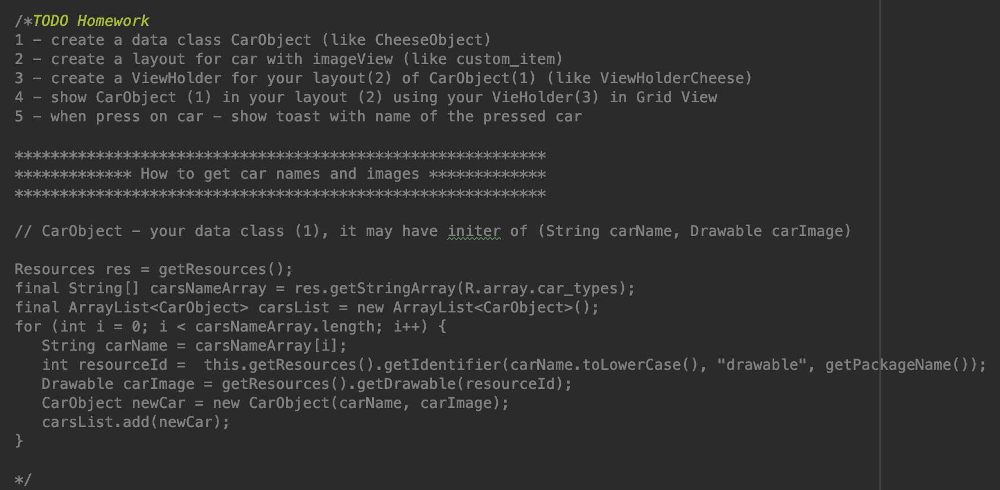 /*TODO Homework
1 – create a data class CarObject (like CheeseObject)
2 – create a layout for car with imageView (like custom_item)
3 – create a ViewHolder for your layout(2) of CarObject(1) (like ViewHolderCheese)
4 – show CarObject (1) in your layout (2) using your VieHolder(3) in Grid View
5 – when press on car – show toast with name of the pressed car
***********************************************************
************* How to get car names and images *************
***********************************************************
// CarObject – your data class (1), it may have initer of (String carName, Drawable carImage)
Resources res = getResources();
final String[] carsNameArray = res.getStringArray(R.array.car_types);
final ArrayList<CarObject> carsList = new ArrayList<CarObject>();
for (int i = 0; i < carsNameArray.length; i++) {
   String carName = carsNameArray[i];
   int resourceId =  this.getResources().getIdentifier(carName.toLowerCase(), "drawable", getPackageName());
   Drawable carImage = getResources().getDrawable(resourceId);
   CarObject newCar = new CarObject(carName, carImage);
   carsList.add(newCar);
}
*/